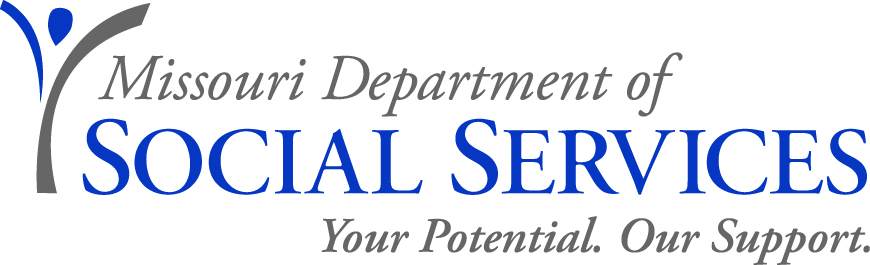 Missouri Department of
SOCIAL SERVICES
Your Potential. Our Support.